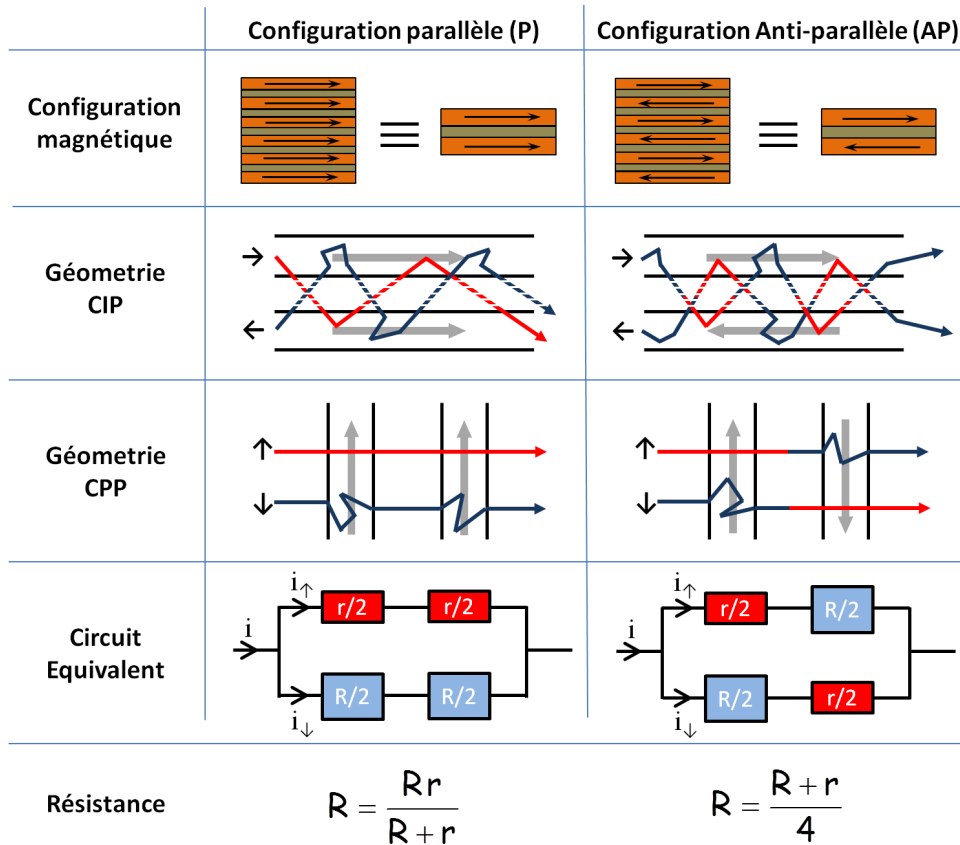 Configuration parallèle (P)
Configuration Anti-parallèle (AP)
Configuration
magnétique
Géometrie
CIP
Géometrie
CPP
Circuit
Equivalent
i↑
r/2
r/2
i
R/2
R/2
i↓
i↑
r/2
R/2
i
R/2
r/2
i↓
Résistance
R = Rr / R + r
R = R + r / 4